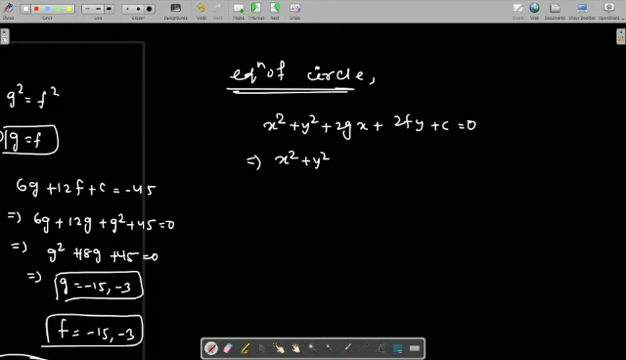 g² = f²
g = f
6g + 12f + c = -45
⇒ 6g + 12g + g² + 45 = 0
⇒ g² + 18g + 45 = 0
⇒ g = -15, -3
f = -15, -3
eqⁿ of circle,
x² + y² + 2gx + 2fy + c = 0
⇒ x² + y²